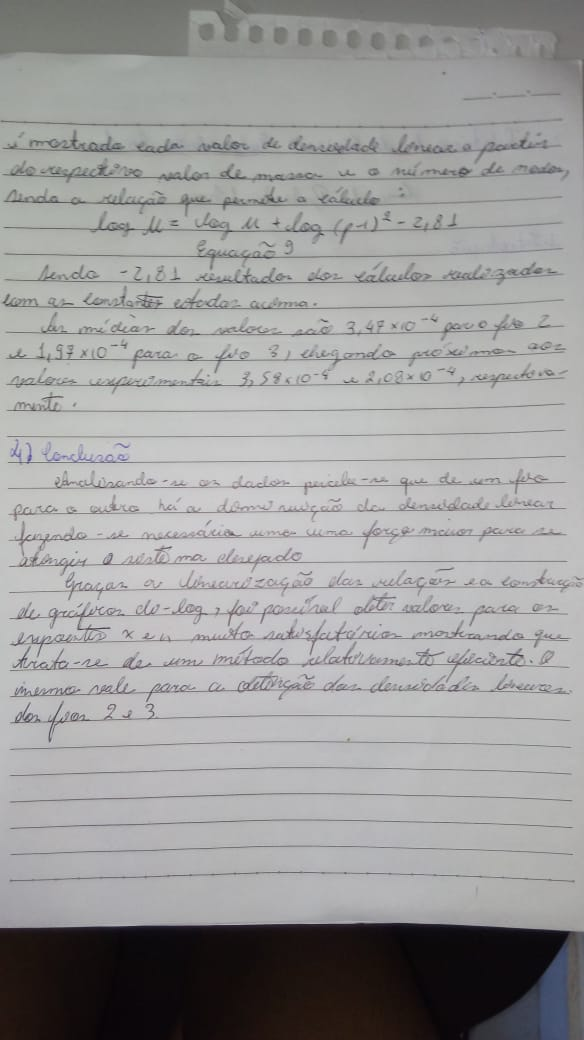 é mostrado cada valor de densidade linear a partir
do respectivo valor de massa e o número de nodos,
sendo a relação que permite o cálculo :
log μ = log M + log (p-1)² - 2,81
Equação 9
Sendo -2,81 resultados dos cálculos realizados
com as constantes citadas acima.
As médias dos valores são 3,47×10⁻⁴ para o fio 2
e 1,97×10⁻⁴ para o fio 3, chegando próximos aos
valores experimentais 3,58×10⁻⁴ e 2,08×10⁻⁴, respectiva-
mente.
4) Conclusão
Analisando-se os dados percebe-se que de um fio
para o outro há a diminuição da densidade linear
fazendo-se necessária uma uma força maior para se
atingir o sistema desejado
Graças a linearização das relações e a construção
de gráficos di-log, foi possível obter valores para os
expoentes x e n muito satisfatórios mostrando que
trata-se de um método relativamente eficiente. O
mesmo vale para a obtenção das densidades lineares
dos fios 2 e 3.